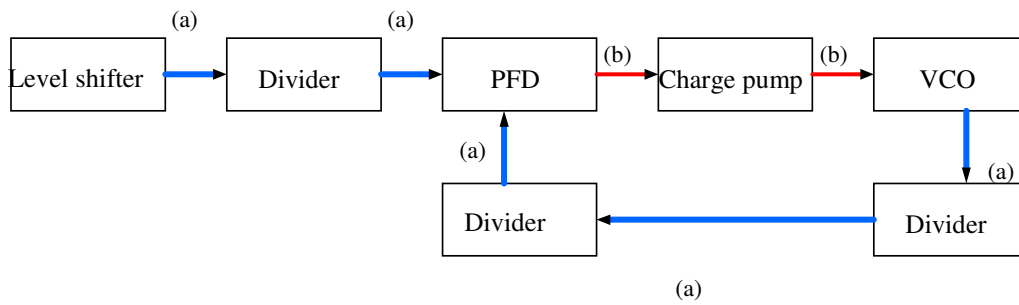 (a)
(a)
Level shifter
Divider
PFD
(b)
Charge pump
(b)
VCO
(a)
(a)
Divider
Divider
(a)